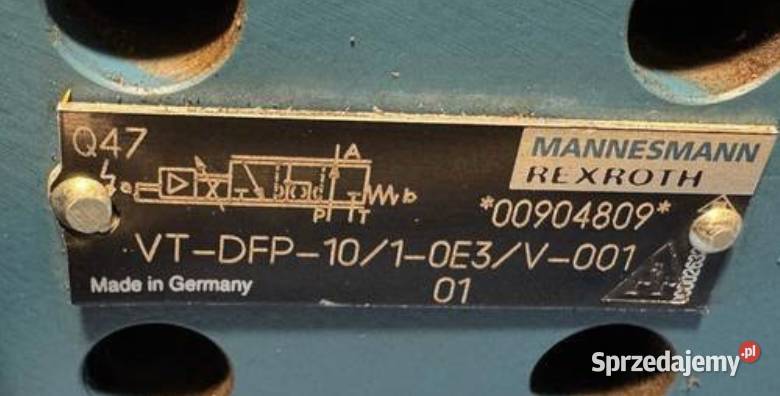 Q47
A
MANNESMANN
REXROTH
a
b
P T
*00904809*
VT-DFP-10/1-0E3/V-001
Made in Germany
01
Sprzedajemy.pl